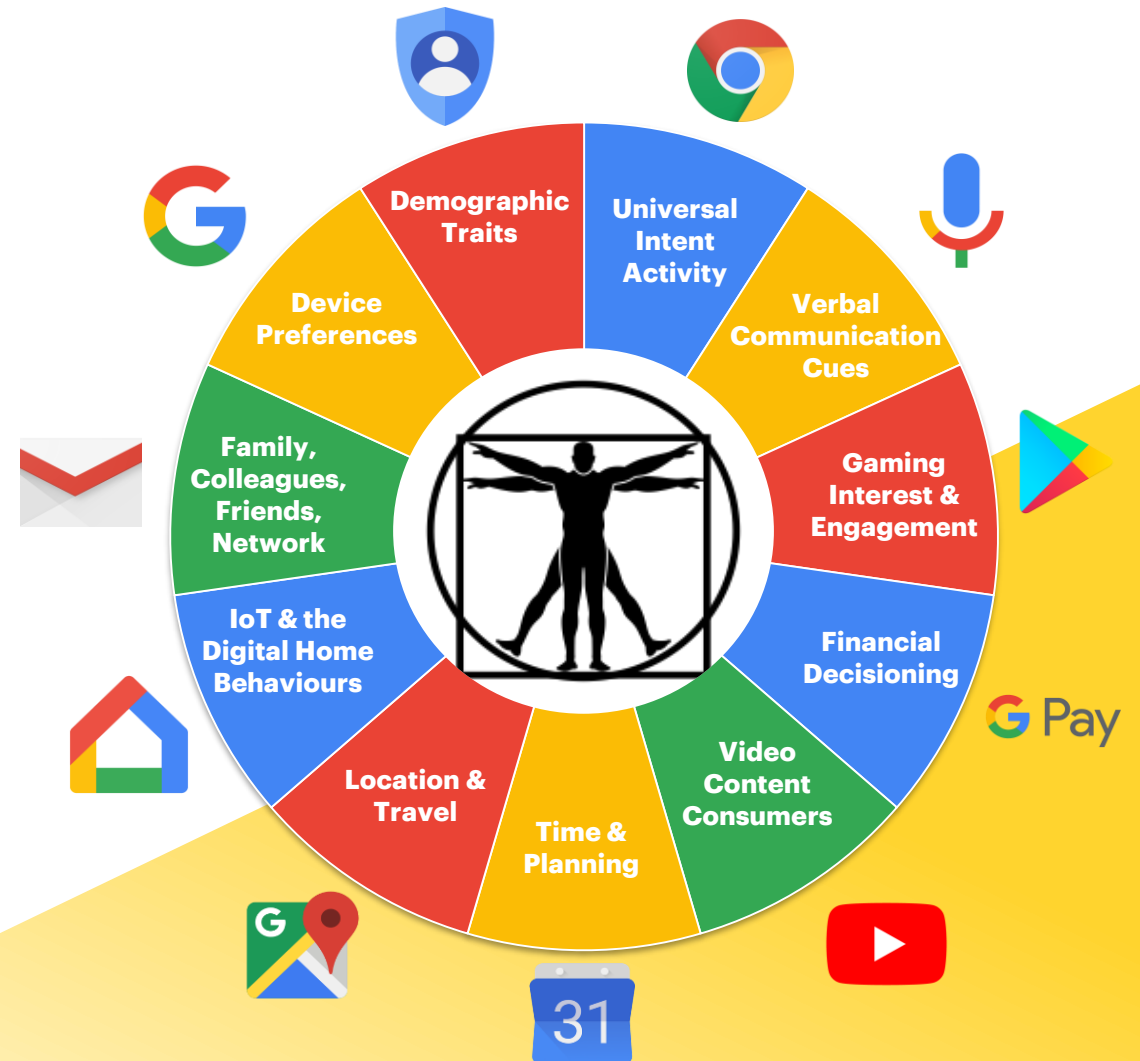 Demographic
Traits
Universal
Intent
Activity
Verbal
Communication
Cues
Gaming
Interest &
Engagement
Financial
Decisioning
G Pay
Video
Content
Consumers
Time &
Planning
31
Location &
Travel
G
IoT & the
Digital Home
Behaviours
Family,
Colleagues,
Friends,
Network
Device
Preferences
G